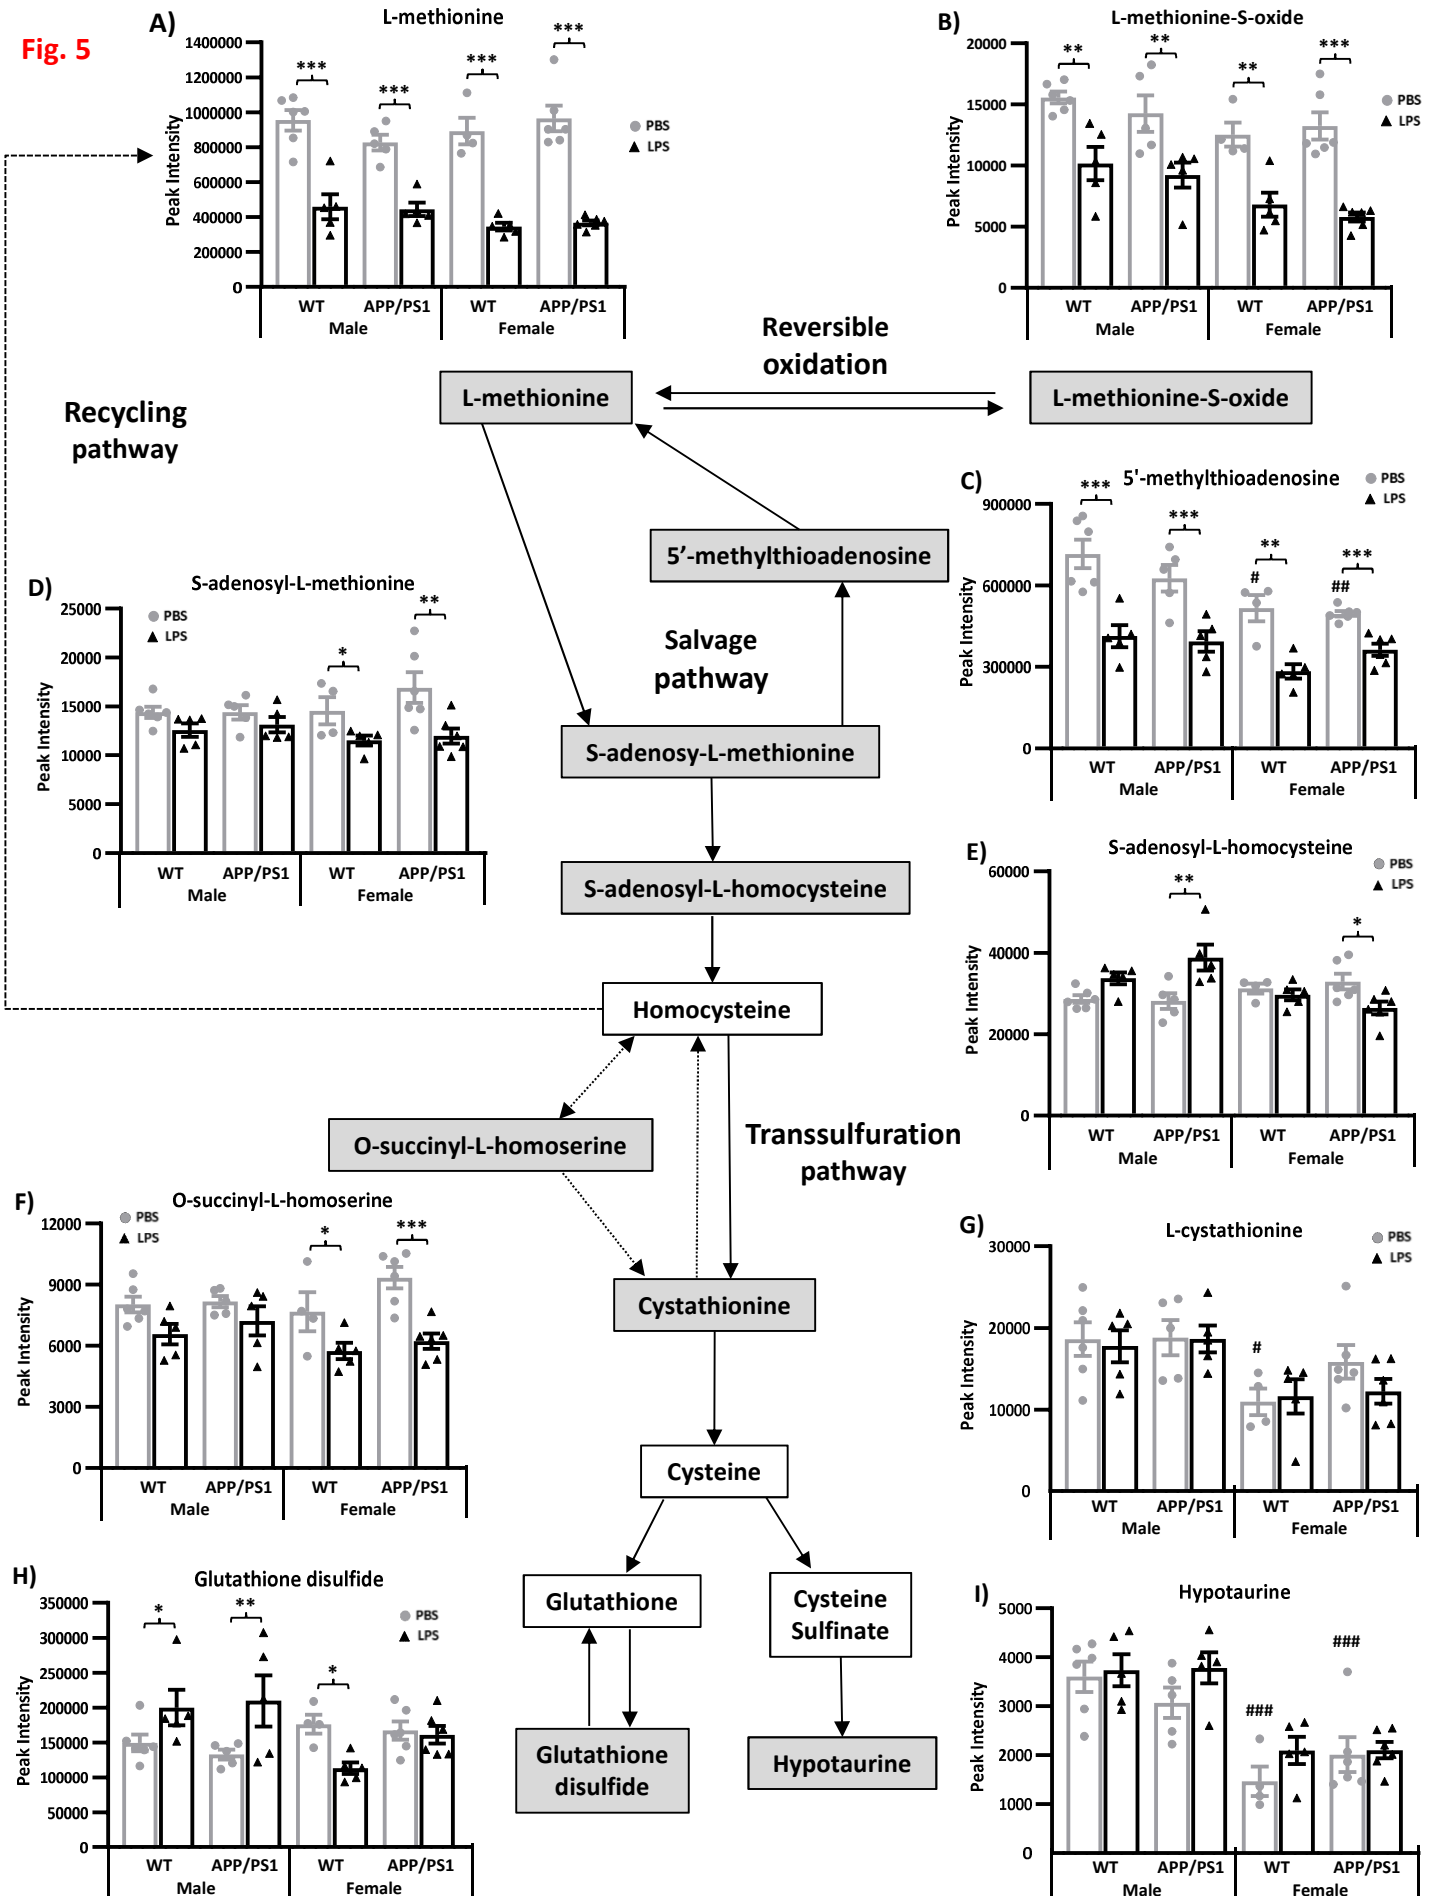 Fig. 5
A)
L-methionine
***
***
***
***
1400000
1200000
1000000
800000
600000
400000
200000
0
Peak Intensity
PBS
LPS
WT
APP/PS1
WT
APP/PS1
Male
Female
B)
L-methionine-S-oxide
**
**
**
***
20000
15000
10000
5000
0
Peak Intensity
PBS
LPS
WT
APP/PS1
WT
APP/PS1
Male
Female
Reversible
oxidation
L-methionine
L-methionine-S-oxide
Recycling
pathway
C)
5'-methylthioadenosine
PBS
LPS
***
***
**
***
#
##
900000
600000
300000
0
Peak Intensity
WT
APP/PS1
WT
APP/PS1
Male
Female
5’-methylthioadenosine
Salvage
pathway
D)
S-adenosyl-L-methionine
PBS
LPS
*
**
25000
20000
15000
10000
5000
0
Peak Intensity
WT
APP/PS1
WT
APP/PS1
Male
Female
S-adenosy-L-methionine
S-adenosyl-L-homocysteine
E)
S-adenosyl-L-homocysteine
PBS
LPS
**
*
60000
40000
20000
0
Peak Intensity
WT
APP/PS1
WT
APP/PS1
Male
Female
Homocysteine
O-succinyl-L-homoserine
Transsulfuration
pathway
F)
O-succinyl-L-homoserine
PBS
LPS
*
***
12000
9000
6000
3000
0
Peak Intensity
WT
APP/PS1
WT
APP/PS1
Male
Female
G)
L-cystathionine
PBS
LPS
#
30000
20000
10000
0
Peak Intensity
WT
APP/PS1
WT
APP/PS1
Male
Female
Cystathionine
Cysteine
Glutathione
Cysteine
Sulfinate
Glutathione
disulfide
Hypotaurine
H)
Glutathione disulfide
PBS
LPS
*
**
*
350000
300000
250000
200000
150000
100000
50000
0
Peak Intensity
WT
APP/PS1
WT
APP/PS1
Male
Female
I)
Hypotaurine
###
###
5000
4000
3000
2000
1000
0
Peak Intensity
WT
APP/PS1
WT
APP/PS1
Male
Female